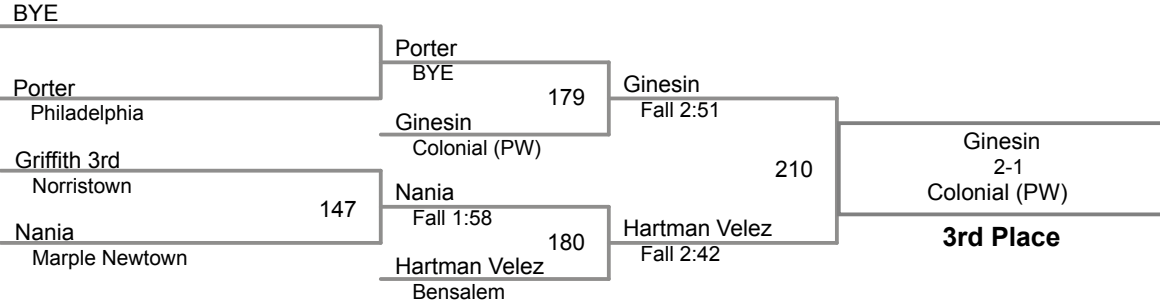 BYE
Porter
Philadelphia
Griffith 3rd
Norristown
147
Nania
Marple Newtown
Porter
BYE
179
Ginesin
Colonial (PW)
Nania
Fall 1:58
180
Hartman Velez
Bensalem
Ginesin
Fall 2:51
210
Hartman Velez
Fall 2:42
Ginesin
2-1
Colonial (PW)
3rd Place